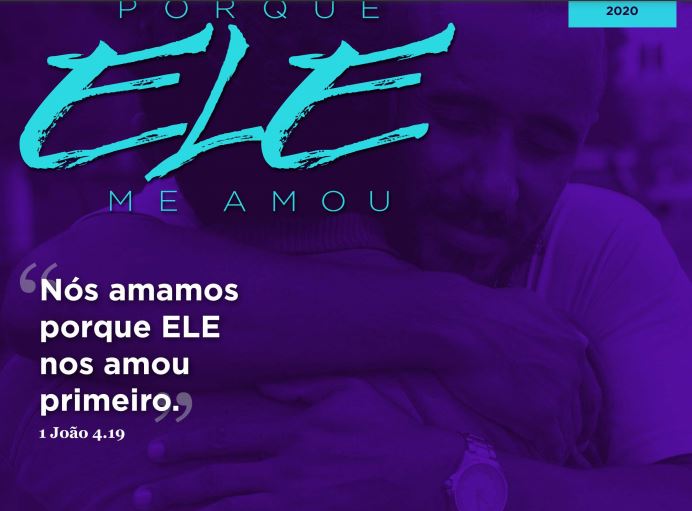 PORQUE
2020
ELE
ME AMOU
“Nós amamos
porque ELE
nos amou
primeiro.”
1 João 4.19